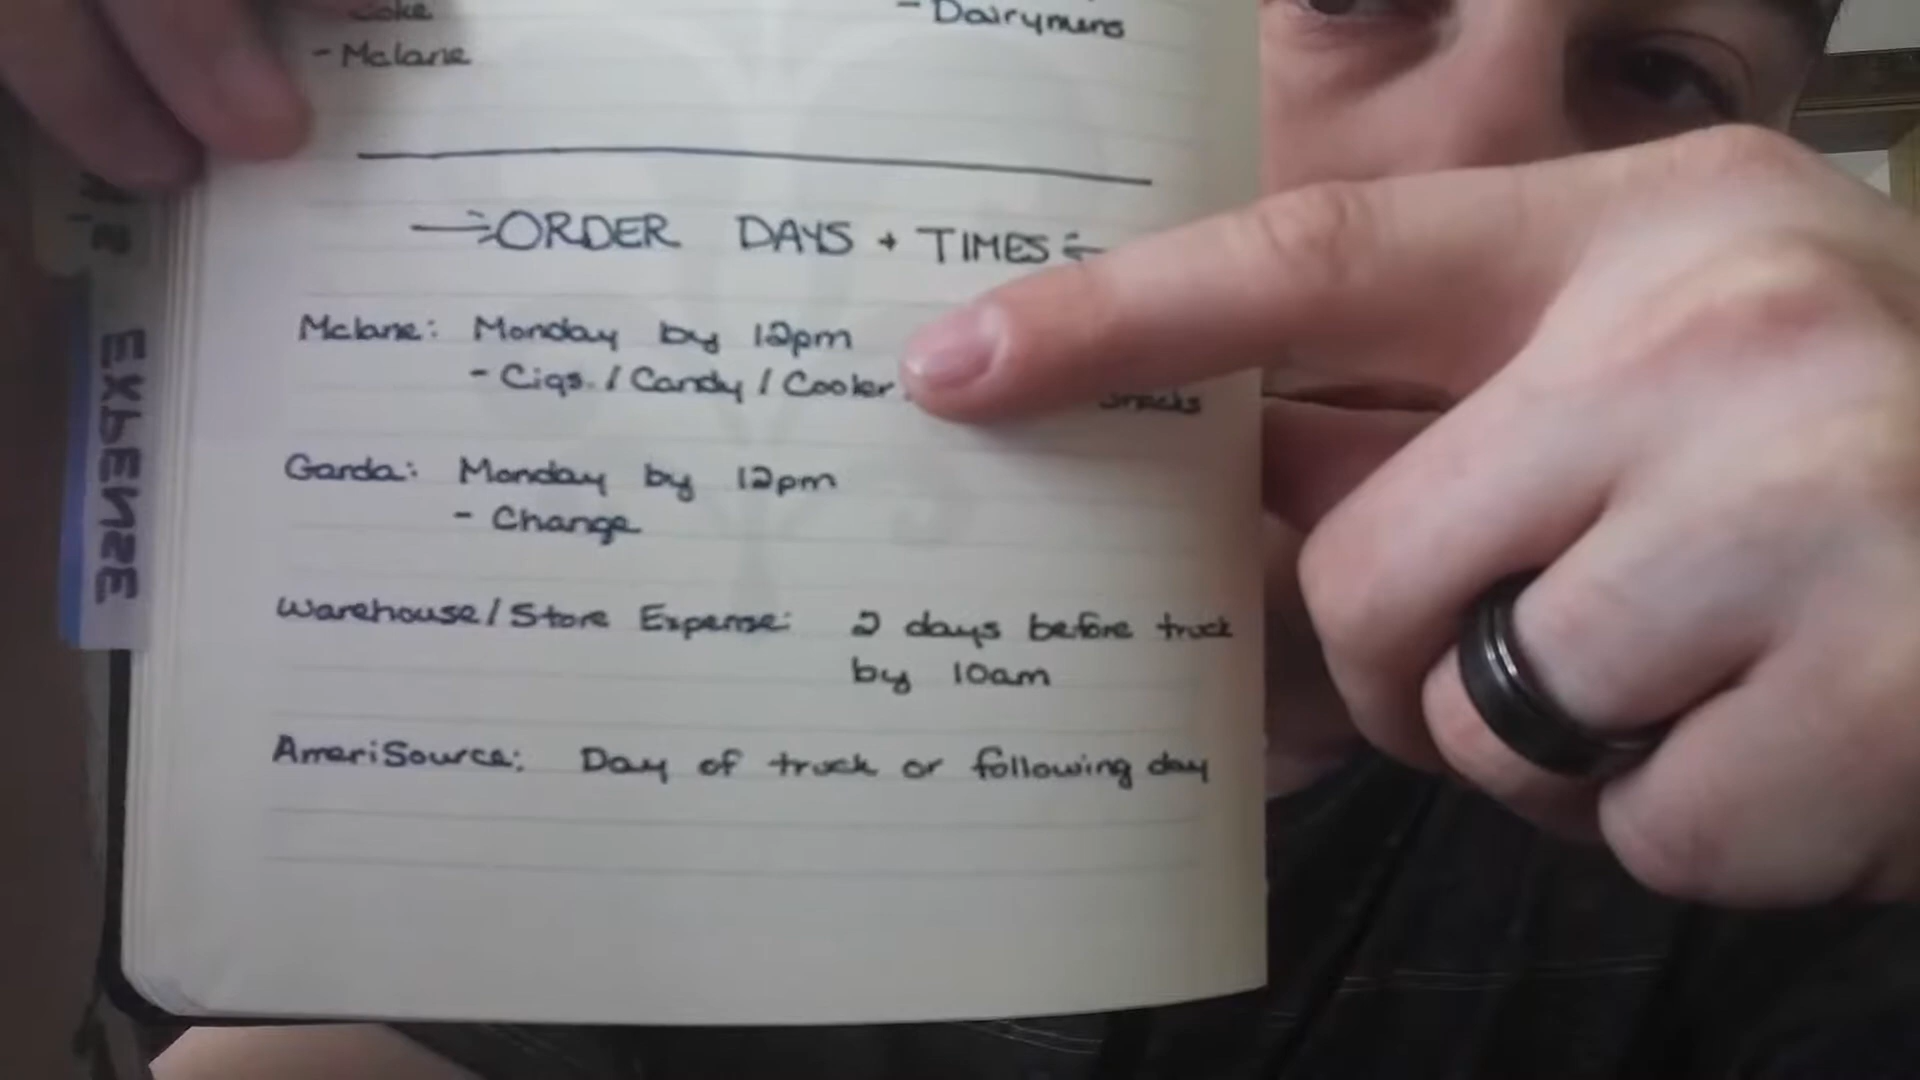 Coke
- Dairymens
- Mclane
ORDER DAYS + TIMES
Mclane: Monday by 12pm
- Cigs. / Candy / Cooler Snacks
Garda: Monday by 12pm
- Change
Warehouse/Store Expense: 2 days before truck
by 10am
AmeriSource: Day of truck or following day
EXPENSE